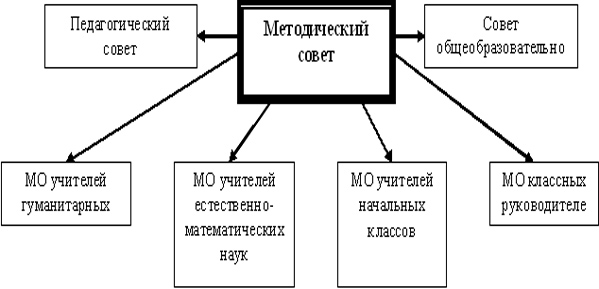 Педагогический
совет
Методический
совет
Совет
общеобразовательно
МО учителей
гуманитарных
МО учителей
естественно-
математических
наук
МО учителей
начальных
классов
МО классных
руководителе